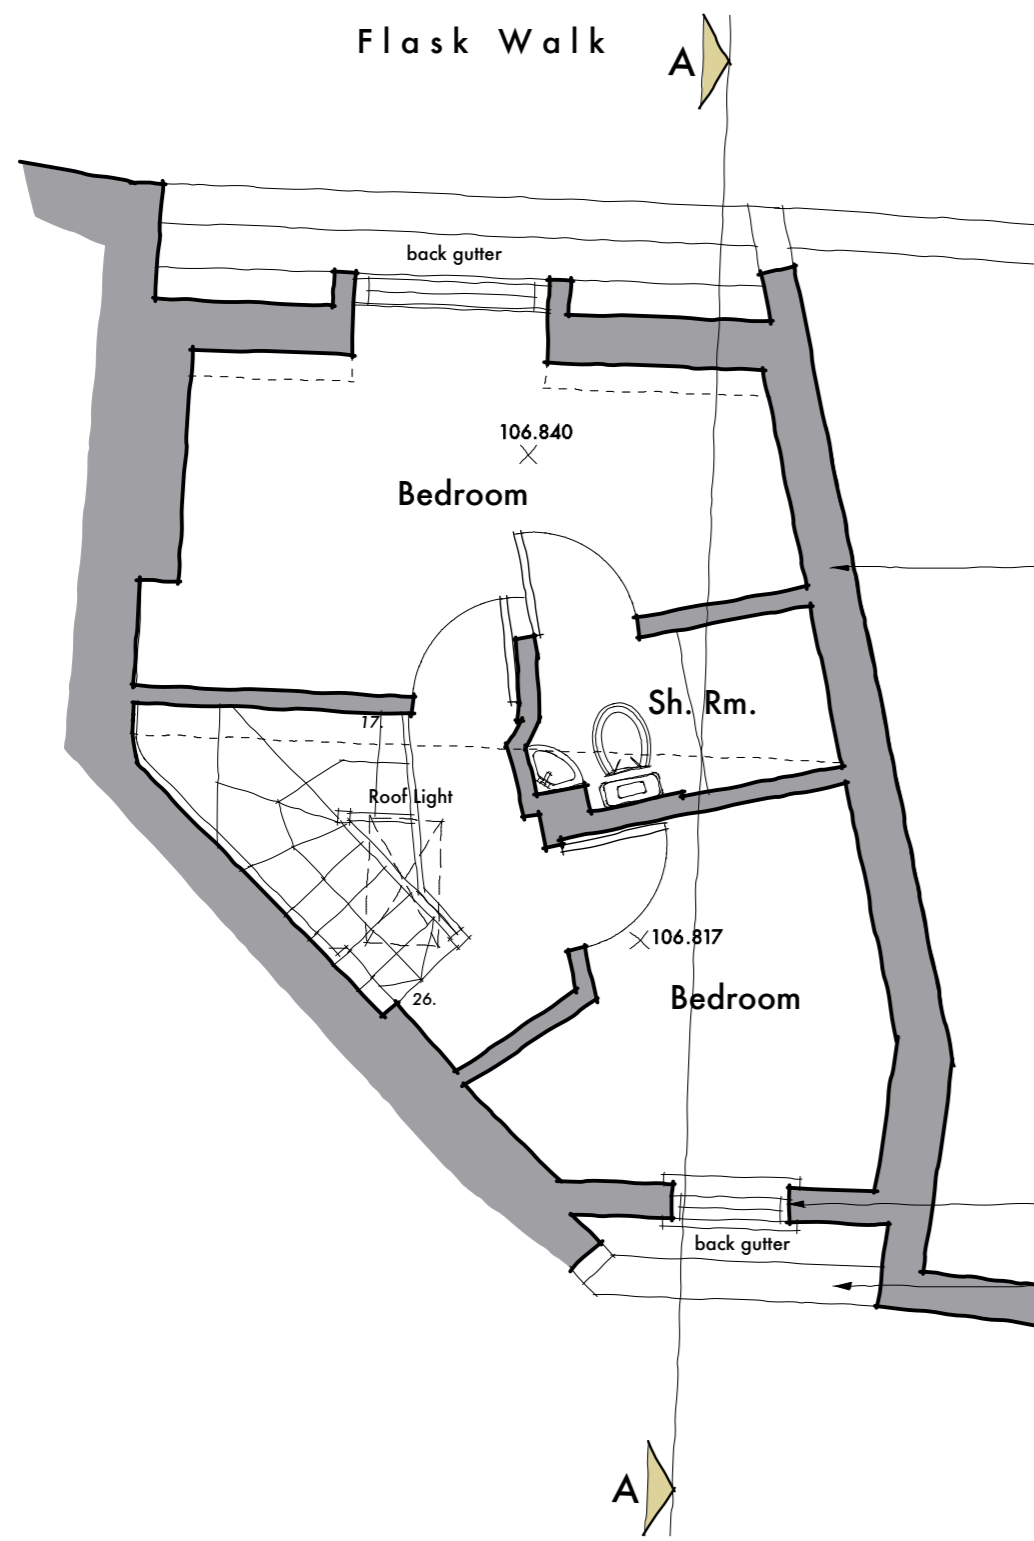 Flask Walk
A
back gutter
106.840
Bedroom
Sh. Rm.
17.
Roof Light
106.817
26.
Bedroom
back gutter
A